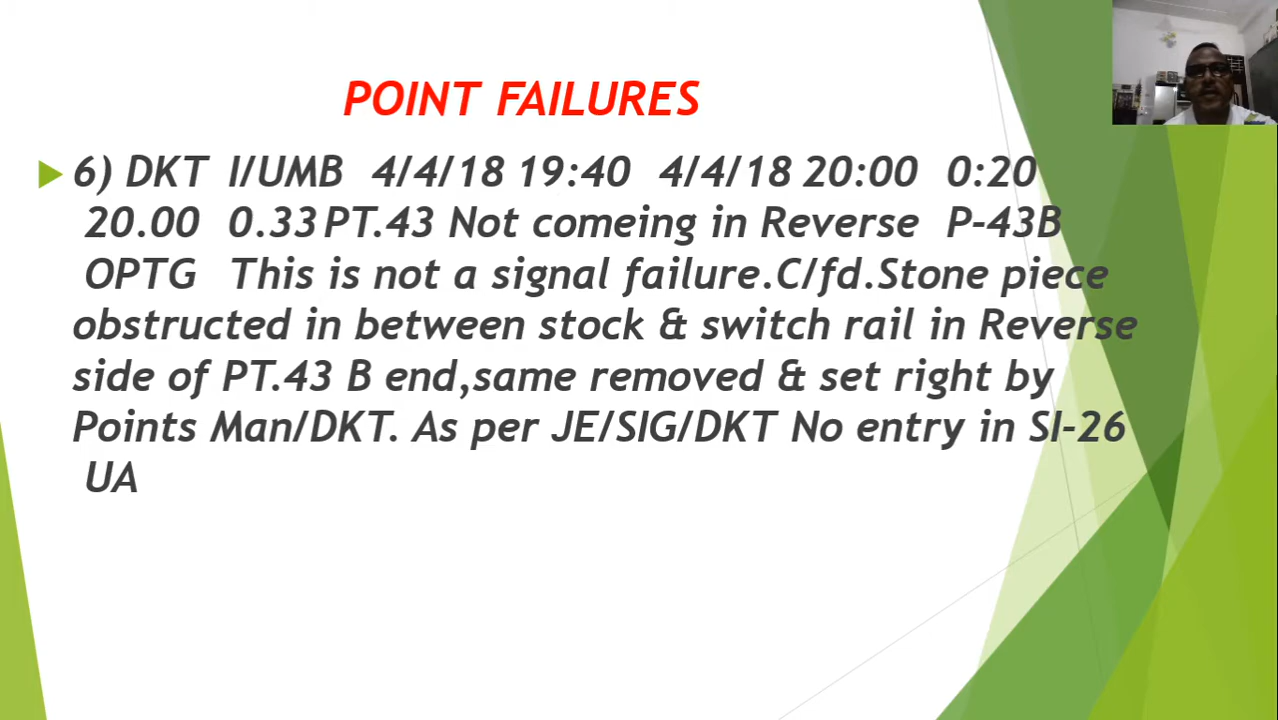 POINT FAILURES
6) DKT I/UMB 4/4/18 19:40 4/4/18 20:00 0:20
20.00 0.33 PT.43 Not comeing in Reverse P-43B
OPTG This is not a signal failure.C/fd.Stone piece
obstructed in between stock & switch rail in Reverse
side of PT.43 B end,same removed & set right by
Points Man/DKT. As per JE/SIG/DKT No entry in SI-26
UA